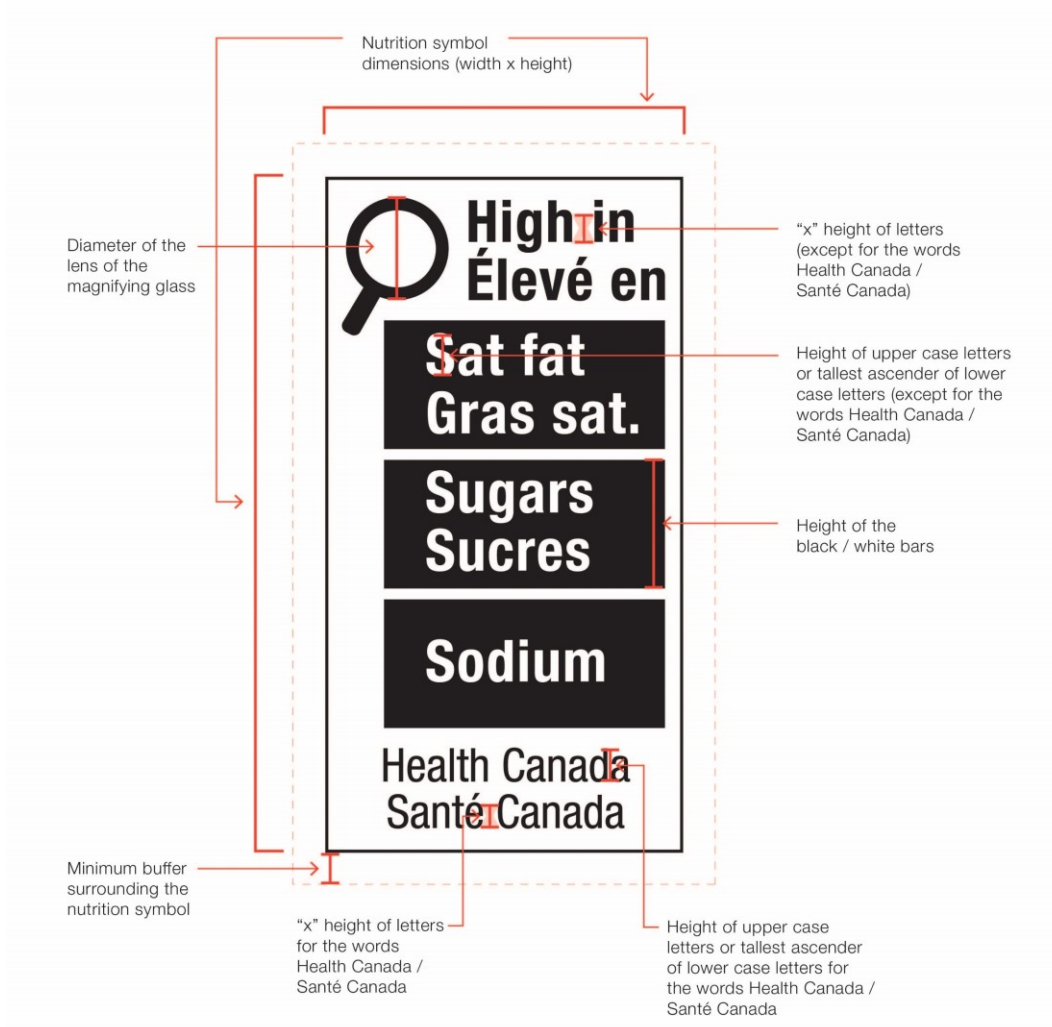 Nutrition symbol
dimensions (width x height)
High in
Élevé en
Diameter of the
lens of the
magnifying glass
“x” height of letters
(except for the words
Health Canada /
Santé Canada)
Sat fat
Gras sat.
Height of upper case letters
or tallest ascender of lower
case letters (except for the
words Health Canada /
Santé Canada)
Sugars
Sucres
Height of the
black / white bars
Sodium
Health Canada
Santé Canada
Minimum buffer
surrounding the
nutrition symbol
“x” height of letters
for the words
Health Canada /
Santé Canada
Height of upper case
letters or tallest ascender
of lower case letters for
the words Health Canada /
Santé Canada